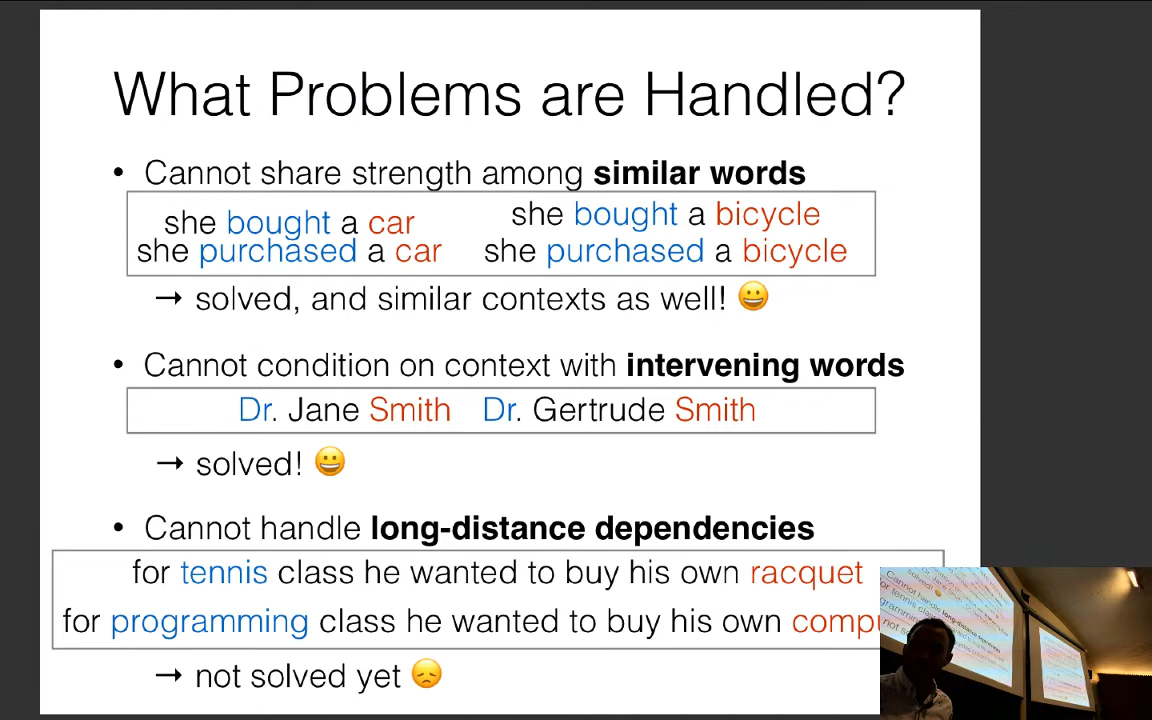 What Problems are Handled?
• Cannot share strength among similar words
she bought a car she bought a bicycle
she purchased a car she purchased a bicycle
→ solved, and similar contexts as well! 😀
• Cannot condition on context with intervening words
Dr. Jane Smith Dr. Gertrude Smith
→ solved! 😀
• Cannot handle long-distance dependencies
for tennis class he wanted to buy his own racquet
for programming class he wanted to buy his own compu
→ not solved yet 😞